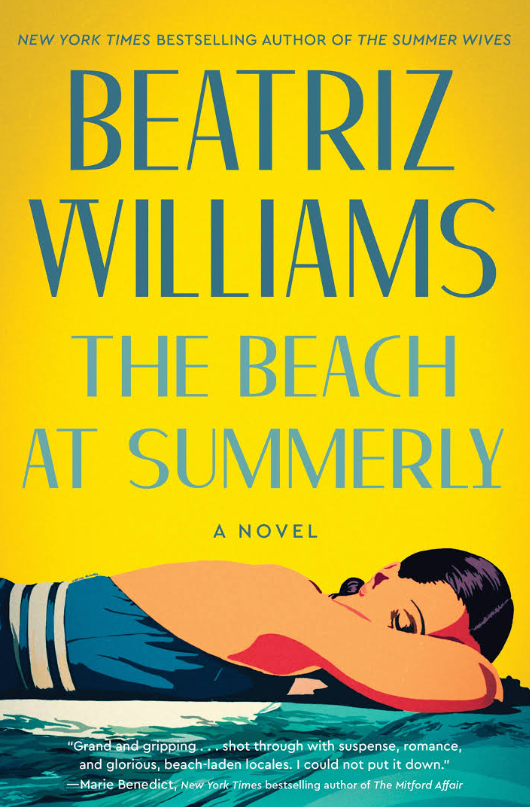 NEW YORK TIMES BESTSELLING AUTHOR OF THE SUMMER WIVES
BEATRIZ
WILLIAMS
THE BEACH
AT SUMMERLY
A NOVEL
“Grand and gripping . . . shot through with suspense, romance,
and glorious, beach-laden locales. I could not put it down.”
—Marie Benedict, New York Times bestselling author of The Mitford Affair